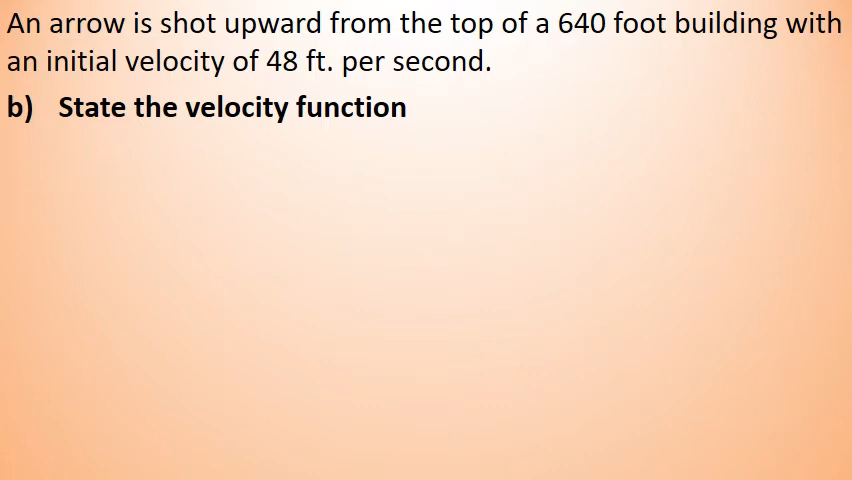 An arrow is shot upward from the top of a 640 foot building with
an initial velocity of 48 ft. per second.
b) State the velocity function